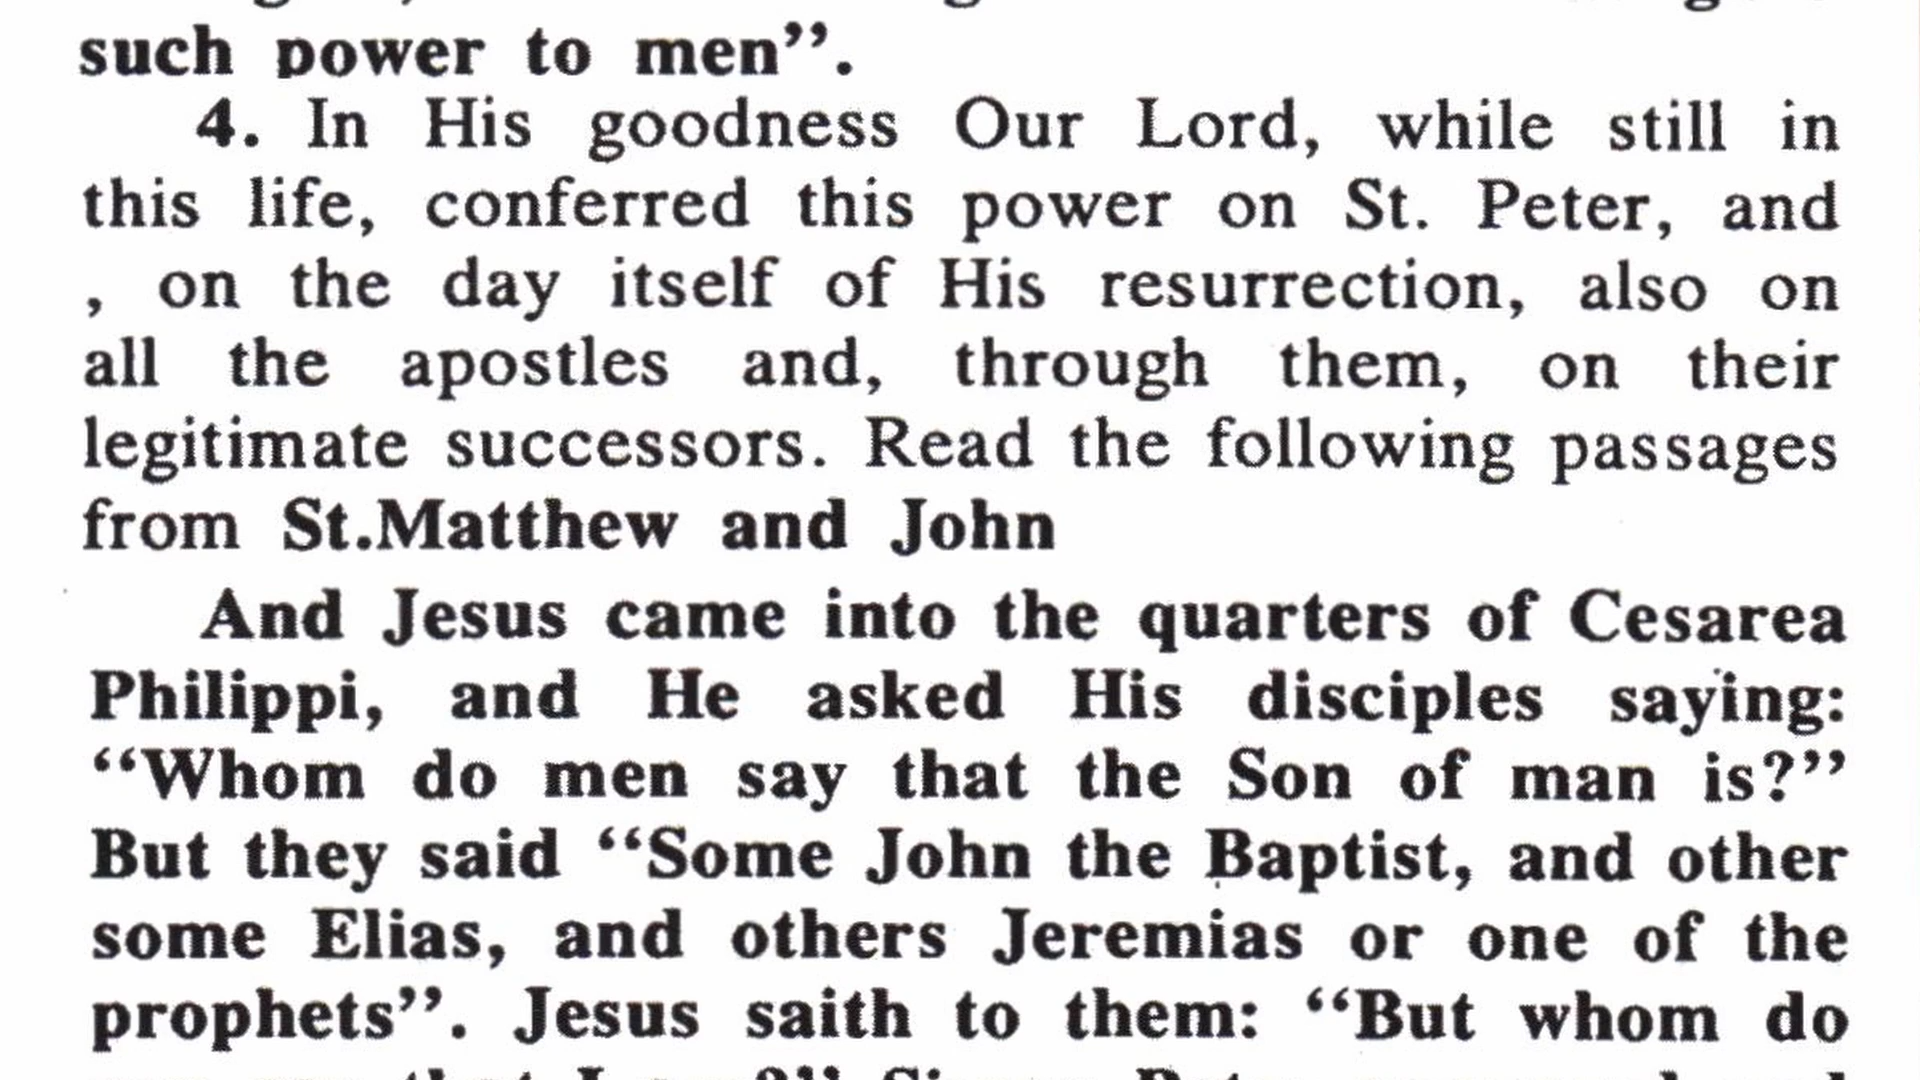 such power to men”.
4. In His goodness Our Lord, while still in
this life, conferred this power on St. Peter, and
, on the day itself of His resurrection, also on
all the apostles and, through them, on their
legitimate successors. Read the following passages
from St.Matthew and John
And Jesus came into the quarters of Cesarea
Philippi, and He asked His disciples saying:
“Whom do men say that the Son of man is?”
But they said “Some John the Baptist, and other
some Elias, and others Jeremias or one of the
prophets”. Jesus saith to them: “But whom do